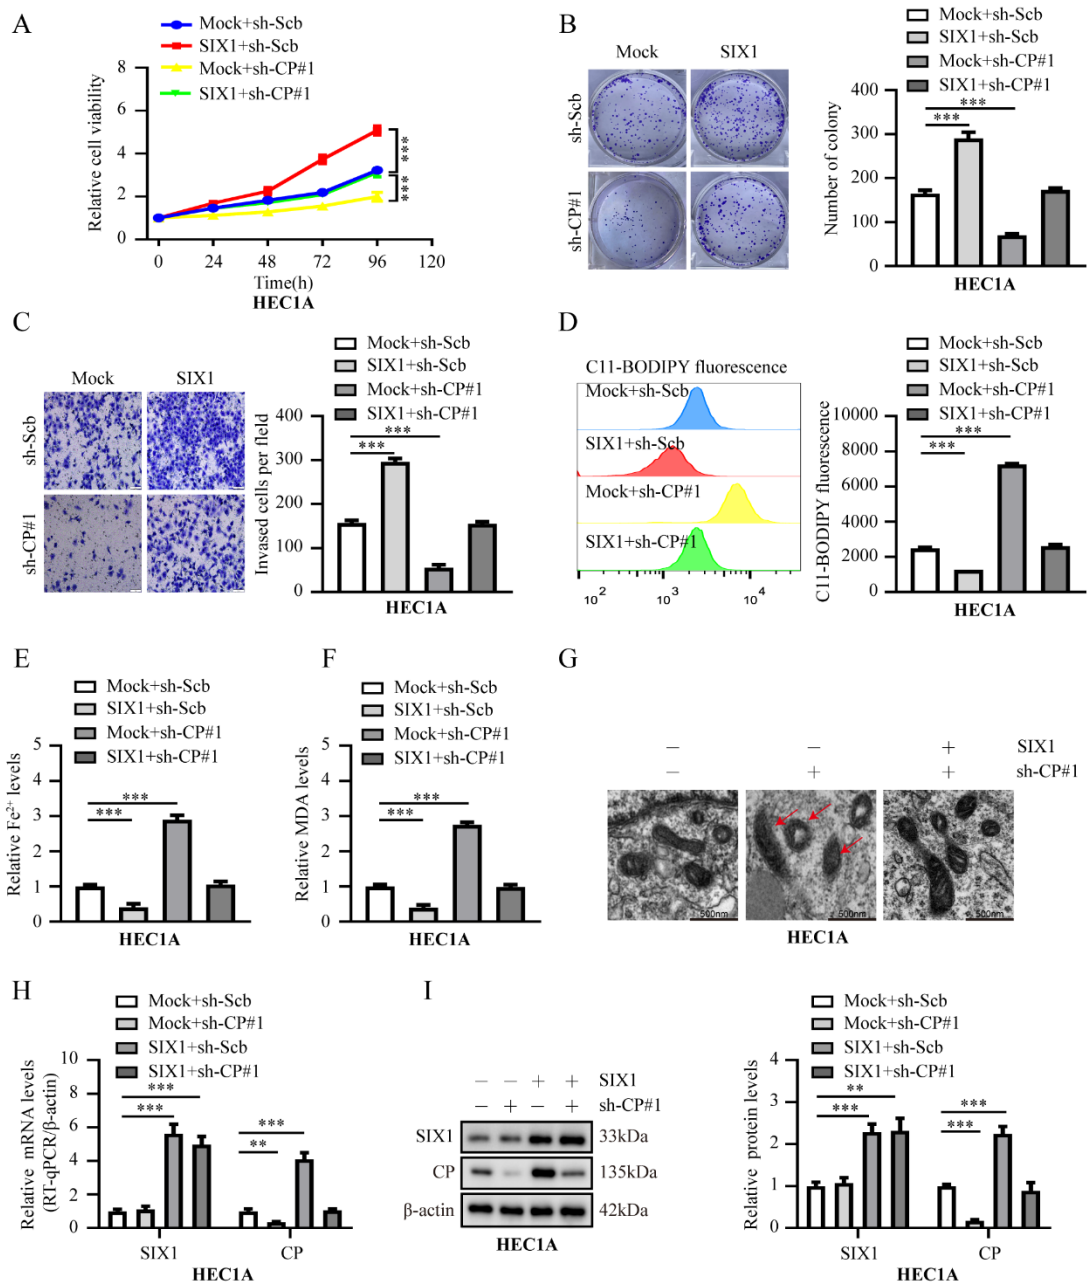 A
Mock+sh-Scb
SIX1+sh-Scb
Mock+sh-CP#1
SIX1+sh-CP#1
Relative cell viability
8
6
4
2
0
***
***
0 24 48 72 96 120
Time(h)
HEC1A
B
Mock SIX1
sh-Scb
sh-CP#1
Mock+sh-Scb
SIX1+sh-Scb
Mock+sh-CP#1
SIX1+sh-CP#1
Number of colony
400
300
200
100
0
***
***
HEC1A
C
Mock SIX1
sh-Scb
sh-CP#1
Mock+sh-Scb
SIX1+sh-Scb
Mock+sh-CP#1
SIX1+sh-CP#1
Invased cells per field
400
300
200
100
0
***
***
HEC1A
D
C11-BODIPY fluorescence
Mock+sh-Scb
SIX1+sh-Scb
Mock+sh-CP#1
SIX1+sh-CP#1
10² 10³ 10⁴
Mock+sh-Scb
SIX1+sh-Scb
Mock+sh-CP#1
SIX1+sh-CP#1
C11-BODIPY fluorescence
10000
8000
6000
4000
2000
0
***
***
HEC1A
E
Mock+sh-Scb
SIX1+sh-Scb
Mock+sh-CP#1
SIX1+sh-CP#1
Relative Fe²⁺ levels
5
4
3
2
1
0
***
***
HEC1A
F
Mock+sh-Scb
SIX1+sh-Scb
Mock+sh-CP#1
SIX1+sh-CP#1
Relative MDA levels
5
4
3
2
1
0
***
***
HEC1A
G
− − + SIX1
− + + sh-CP#1
500nm 500nm 500nm
HEC1A
H
Mock+sh-Scb
Mock+sh-CP#1
SIX1+sh-Scb
SIX1+sh-CP#1
Relative mRNA levels
(RT-qPCR/β-actin)
10
8
6
4
2
0
***
***
***
**
SIX1 CP
HEC1A
I
− − + + SIX1
− + − + sh-CP#1
SIX1 33kDa
CP 135kDa
β-actin 42kDa
HEC1A
Mock+sh-Scb
Mock+sh-CP#1
SIX1+sh-Scb
SIX1+sh-CP#1
Relative protein levels
4
3
2
1
0
**
***
***
***
SIX1 CP
HEC1A